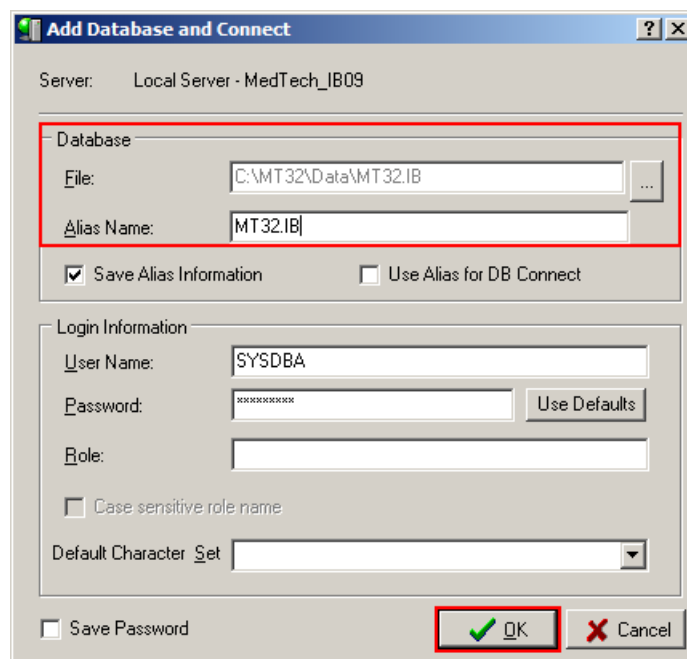 Add Database and Connect
Server: Local Server - MedTech_IB09
Database
File: C:\MT32\Data\MT32.IB ...
Alias Name: MT32.IB
Save Alias Information Use Alias for DB Connect
Login Information
User Name: SYSDBA
Password: ********* Use Defaults
Role:
Case sensitive role name
Default Character Set
Save Password OK Cancel